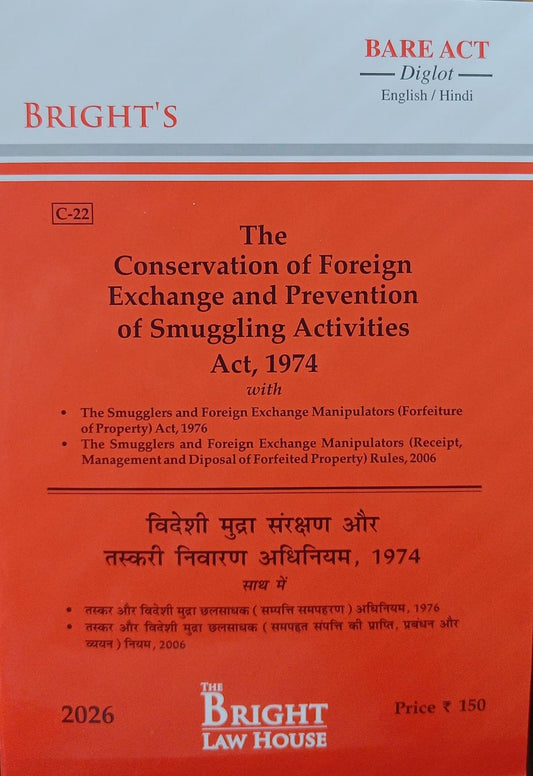 BARE ACT
Diglot
English / Hindi
BRIGHT'S
C-22
The
Conservation of Foreign
Exchange and Prevention
of Smuggling Activities
Act, 1974
with
• The Smugglers and Foreign Exchange Manipulators (Forfeiture
of Property) Act, 1976
• The Smugglers and Foreign Exchange Manipulators (Receipt,
Management and Diposal of Forfeited Property) Rules, 2006
विदेशी मुद्रा संरक्षण और
तस्करी निवारण अधिनियम, 1974
साथ में
• तस्कर और विदेशी मुद्रा छलसाधक ( सम्पत्ति समपहरण ) अधिनियम, 1976
• तस्कर और विदेशी मुद्रा छलसाधक ( समपहृत संपत्ति की प्राप्ति, प्रबंधन और
व्ययन ) नियम, 2006
2026
THE
BRIGHT
LAW HOUSE
Price ₹ 150